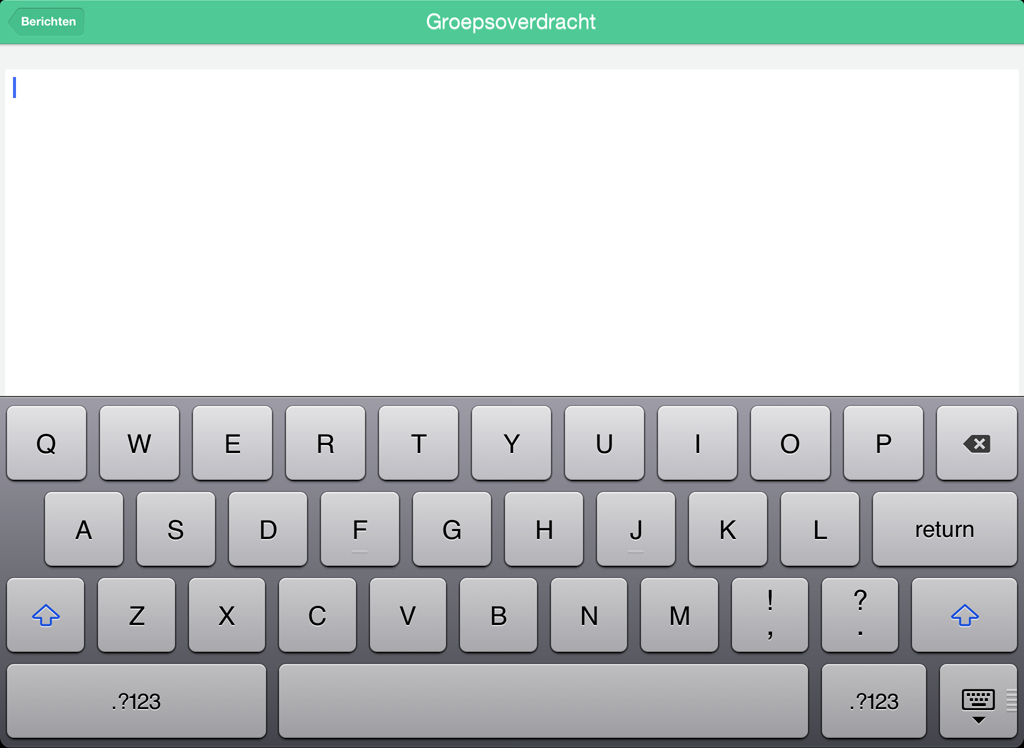 Berichten
Groepsoverdracht
Q W E R T Y U I O P
A S D F G H J K L return
Z X C V B N M ! , ? .
.?123 .?123